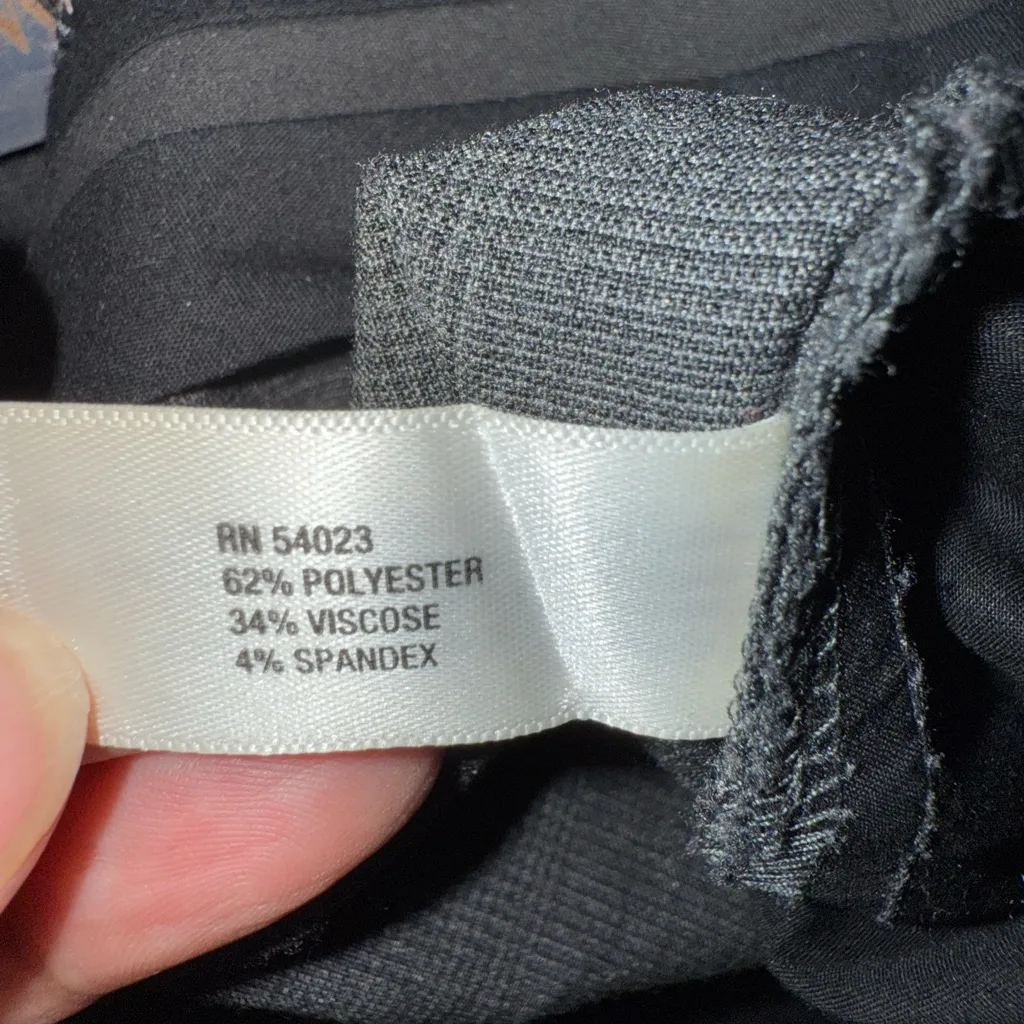 RN 54023
62% POLYESTER
34% VISCOSE
4% SPANDEX